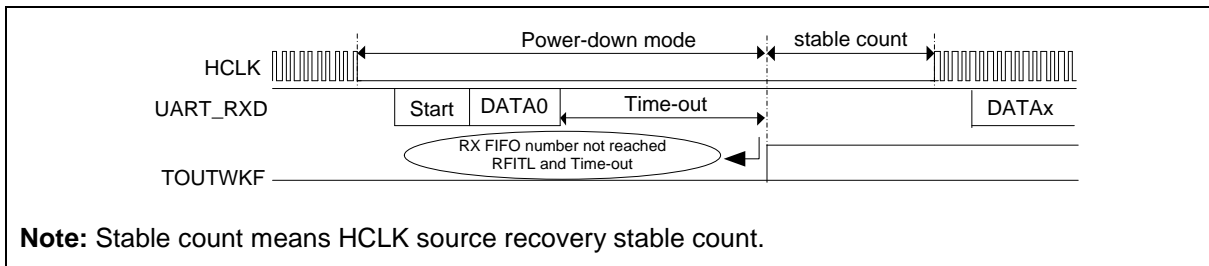 Power-down mode stable count
HCLK
UART_RXD Start DATA0 Time-out DATAx
RX FIFO number not reached
RFITL and Time-out
TOUTWKF
Note: Stable count means HCLK source recovery stable count.